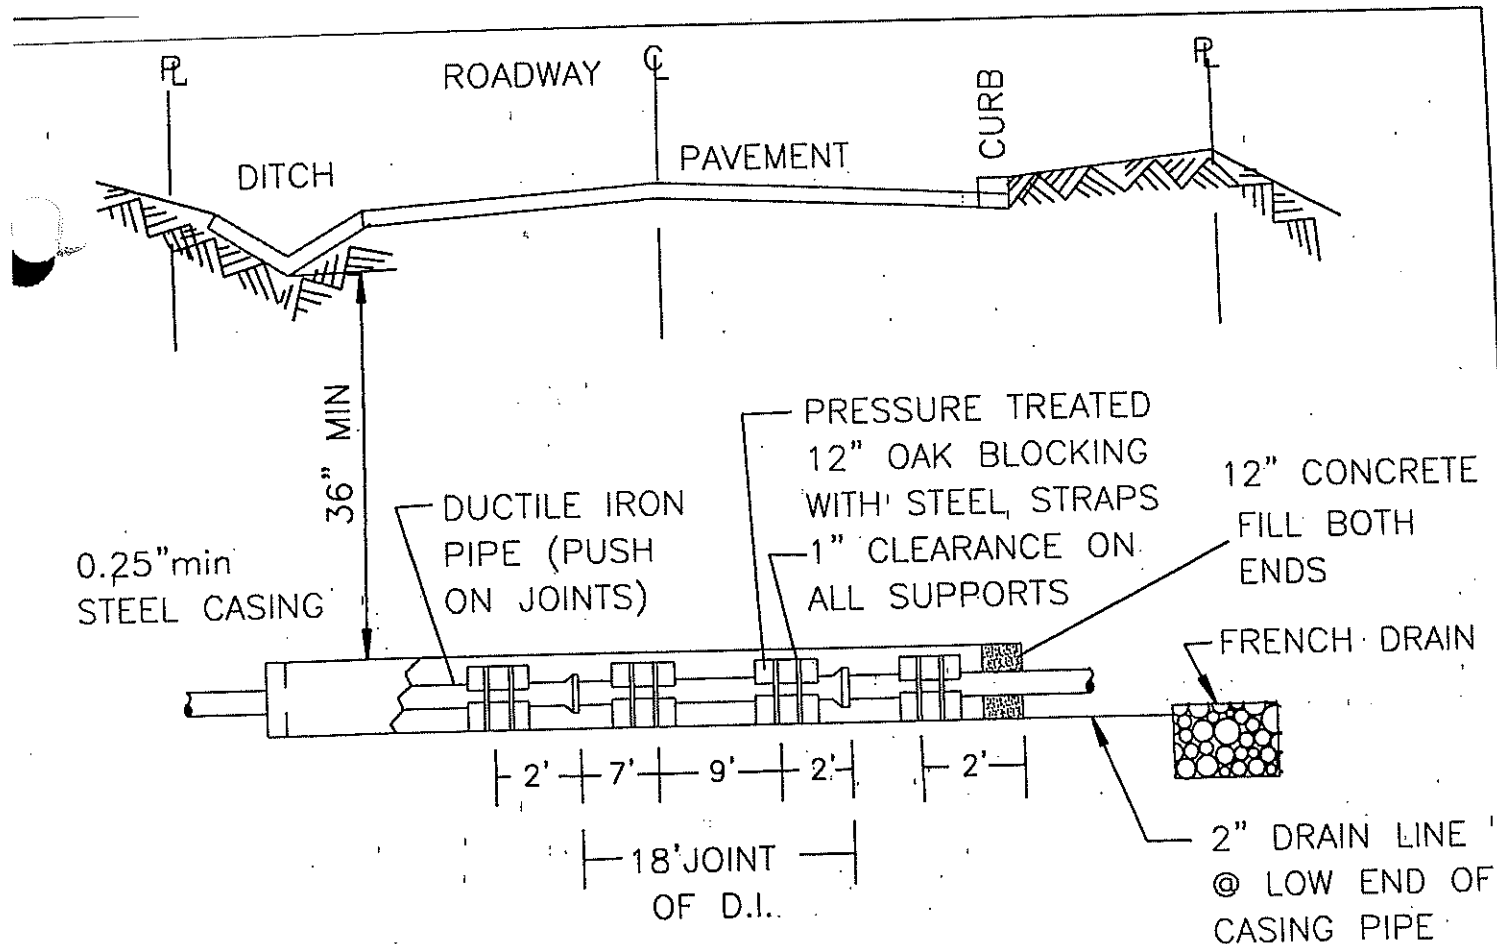 PL
ROADWAY
CL
CURB
PL
DITCH
PAVEMENT
36" MIN
PRESSURE TREATED
12" OAK BLOCKING
WITH STEEL STRAPS
1" CLEARANCE ON
ALL SUPPORTS
12" CONCRETE
FILL BOTH
ENDS
DUCTILE IRON
PIPE (PUSH
ON JOINTS)
0.25"min
STEEL CASING
FRENCH DRAIN
2'
7'
9'
2'
2'
18'JOINT
OF D.I.
2" DRAIN LINE
@ LOW END OF
CASING PIPE